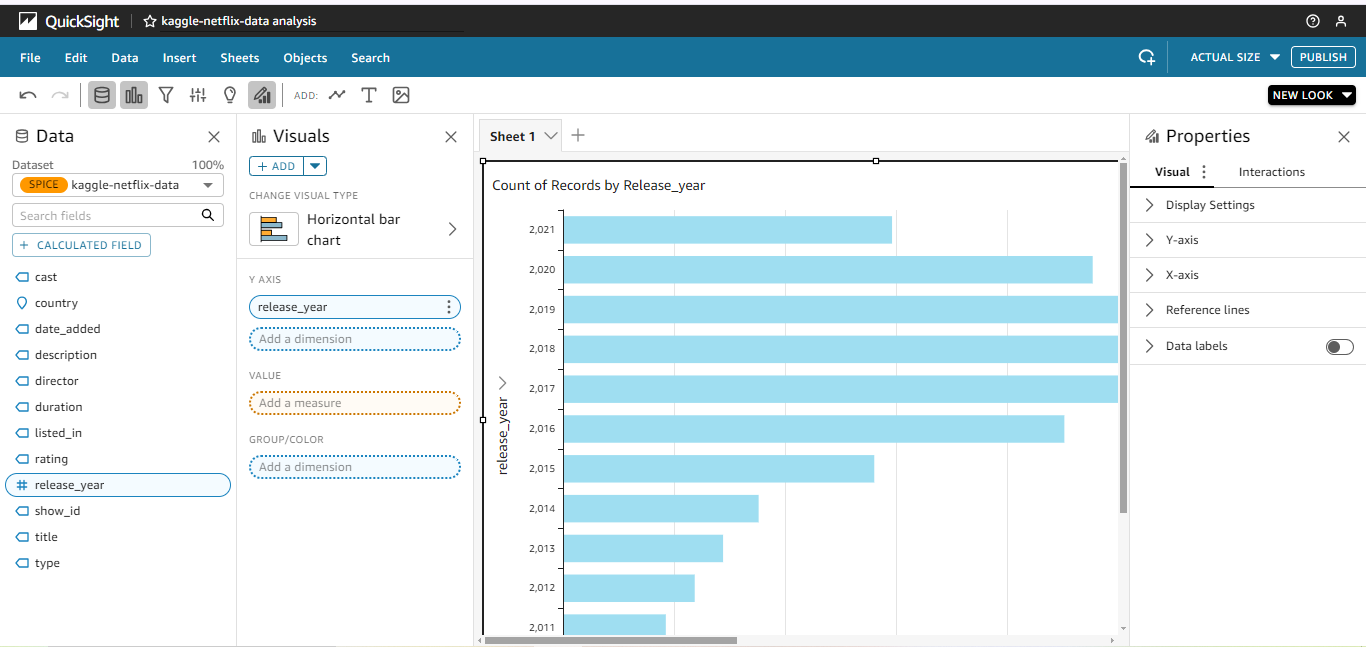 QuickSight
kaggle-netflix-data analysis
File Edit Data Insert Sheets Objects Search
ACTUAL SIZE
PUBLISH
ADD:
NEW LOOK
Data
Dataset
100%
SPICE kaggle-netflix-data
Search fields
+ CALCULATED FIELD
cast
country
date_added
description
director
duration
listed_in
rating
release_year
show_id
title
type
Visuals
+ ADD
CHANGE VISUAL TYPE
Horizontal bar
chart
Y AXIS
release_year
Add a dimension
VALUE
Add a measure
GROUP/COLOR
Add a dimension
Sheet 1
Count of Records by Release_year
release_year
2,021
2,020
2,019
2,018
2,017
2,016
2,015
2,014
2,013
2,012
2,011
Properties
Visual Interactions
Display Settings
Y-axis
X-axis
Reference lines
Data labels